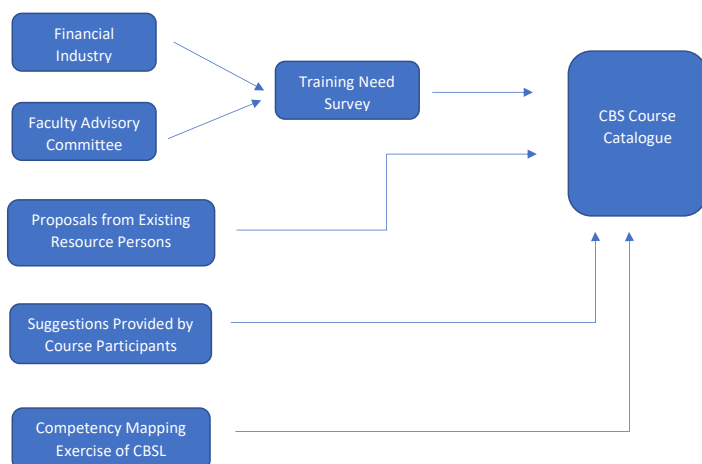 Financial
Industry
Training Need
Survey
Faculty Advisory
Committee
CBS Course
Catalogue
Proposals from Existing
Resource Persons
Suggestions Provided by
Course Participants
Competency Mapping
Exercise of CBSL